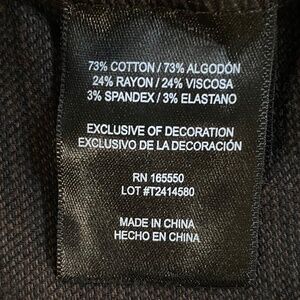 73% COTTON / 73% ALGODÓN
24% RAYON / 24% VISCOSA
3% SPANDEX / 3% ELASTANO
EXCLUSIVE OF DECORATION
EXCLUSIVO DE LA DECORACIÓN
RN 165550
LOT #T2414580
MADE IN CHINA
HECHO EN CHINA